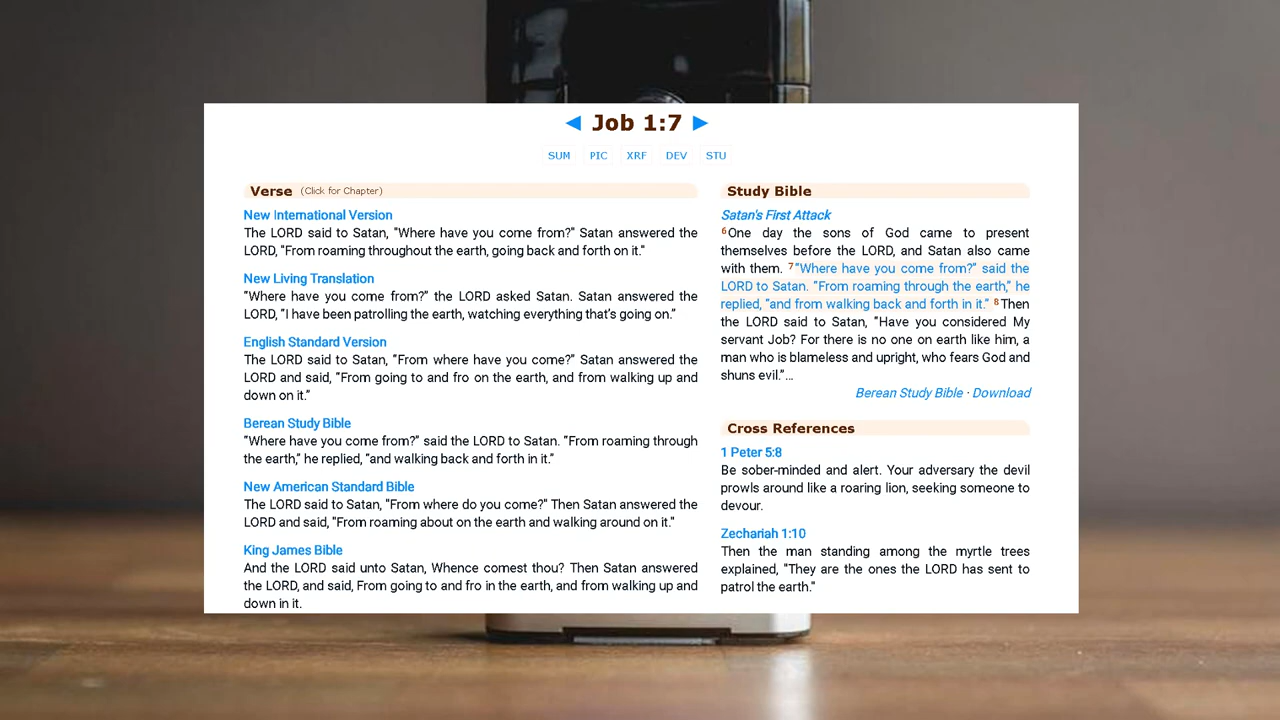 ◄ Job 1:7 ►
SUM PIC XRF DEV STU
Verse (Click for Chapter)
New International Version
The LORD said to Satan, "Where have you come from?" Satan answered the
LORD, "From roaming throughout the earth, going back and forth on it."
New Living Translation
“Where have you come from?” the LORD asked Satan. Satan answered the
LORD, “I have been patrolling the earth, watching everything that’s going on.”
English Standard Version
The LORD said to Satan, “From where have you come?” Satan answered the
LORD and said, “From going to and fro on the earth, and from walking up and
down on it.”
Berean Study Bible
“Where have you come from?” said the LORD to Satan. “From roaming through
the earth,” he replied, “and walking back and forth in it.”
New American Standard Bible
The LORD said to Satan, "From where do you come?" Then Satan answered the
LORD and said, "From roaming about on the earth and walking around on it."
King James Bible
And the LORD said unto Satan, Whence comest thou? Then Satan answered
the LORD, and said, From going to and fro in the earth, and from walking up and
down in it.
Study Bible
Satan's First Attack
6One day the sons of God came to present
themselves before the LORD, and Satan also came
with them. 7“Where have you come from?” said the
LORD to Satan. “From roaming through the earth,” he
replied, “and from walking back and forth in it.” 8Then
the LORD said to Satan, “Have you considered My
servant Job? For there is no one on earth like him, a
man who is blameless and upright, who fears God and
shuns evil.”…
Berean Study Bible · Download
Cross References
1 Peter 5:8
Be sober-minded and alert. Your adversary the devil
prowls around like a roaring lion, seeking someone to
devour.
Zechariah 1:10
Then the man standing among the myrtle trees
explained, "They are the ones the LORD has sent to
patrol the earth."